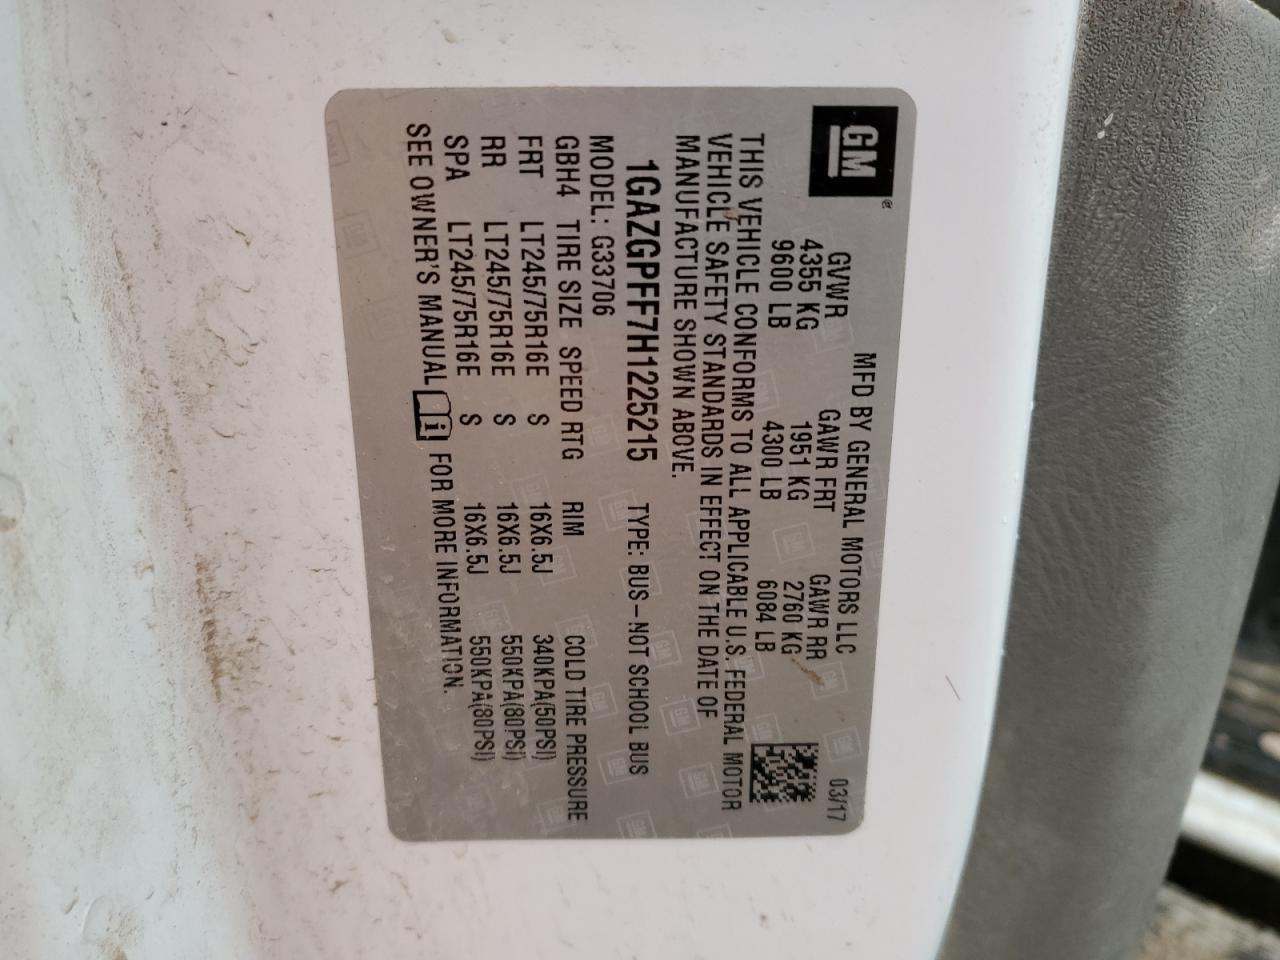 GM
MFD BY GENERAL MOTORS LLC 03/17
GVWR GAWR FRT GAWR RR
4355 KG 1951 KG 2760 KG
9600 LB 4300 LB 6084 LB
THIS VEHICLE CONFORMS TO ALL APPLICABLE U.S. FEDERAL MOTOR
VEHICLE SAFETY STANDARDS IN EFFECT ON THE DATE OF
MANUFACTURE SHOWN ABOVE.
1GAZGPFF7H1225215 TYPE: BUS-NOT SCHOOL BUS
MODEL: G33706
GBH4 TIRE SIZE SPEED RTG RIM COLD TIRE PRESSURE
FRT LT245/75R16E S 16X6.5J 340KPA(50PSI)
RR LT245/75R16E S 16X6.5J 550KPA(80PSI)
SPA LT245/75R16E S 16X6.5J 550KPA(80PSI)
SEE OWNER'S MANUAL i FOR MORE INFORMATION.